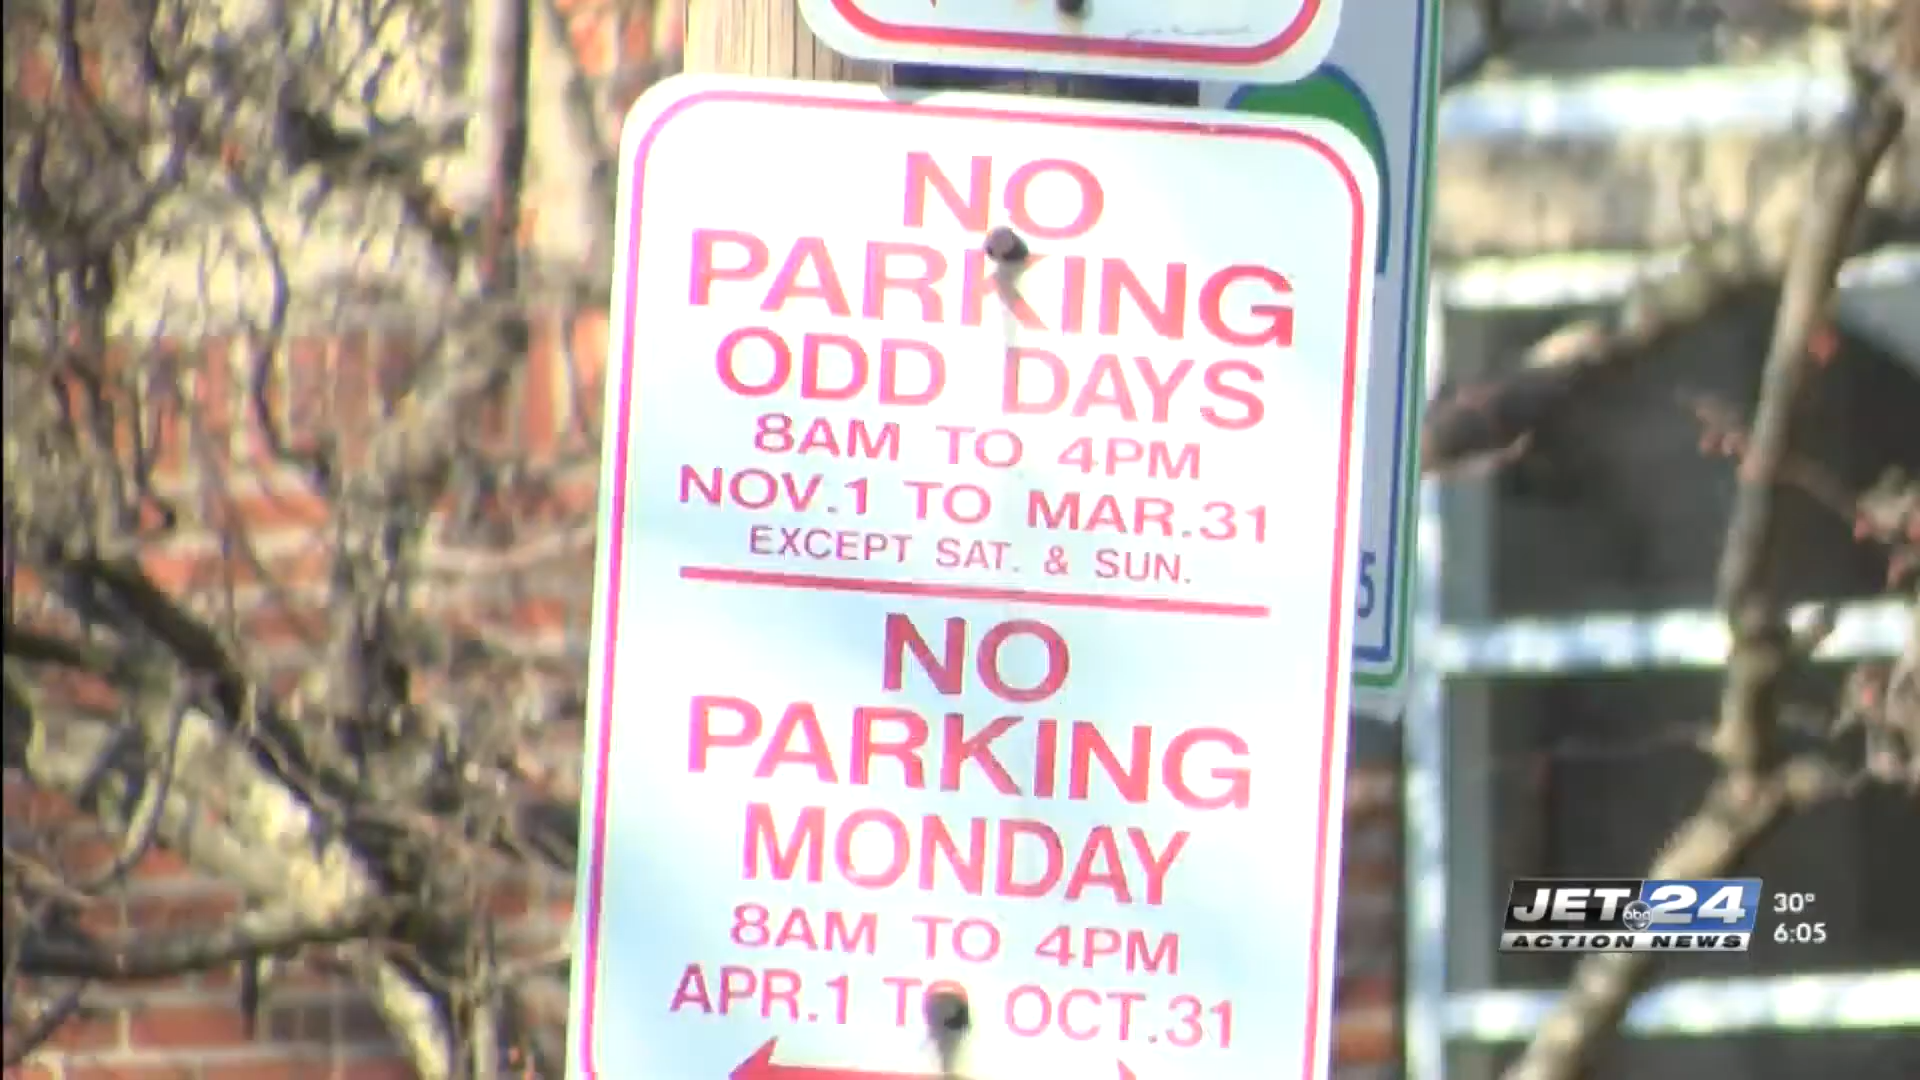 NO
PARKING
ODD DAYS
8AM TO 4PM
NOV.1 TO MAR.31
EXCEPT SAT. & SUN.
NO
PARKING
MONDAY
8AM TO 4PM
APR.1 TO OCT.31
JET abc 24
ACTION NEWS
30°
6:05